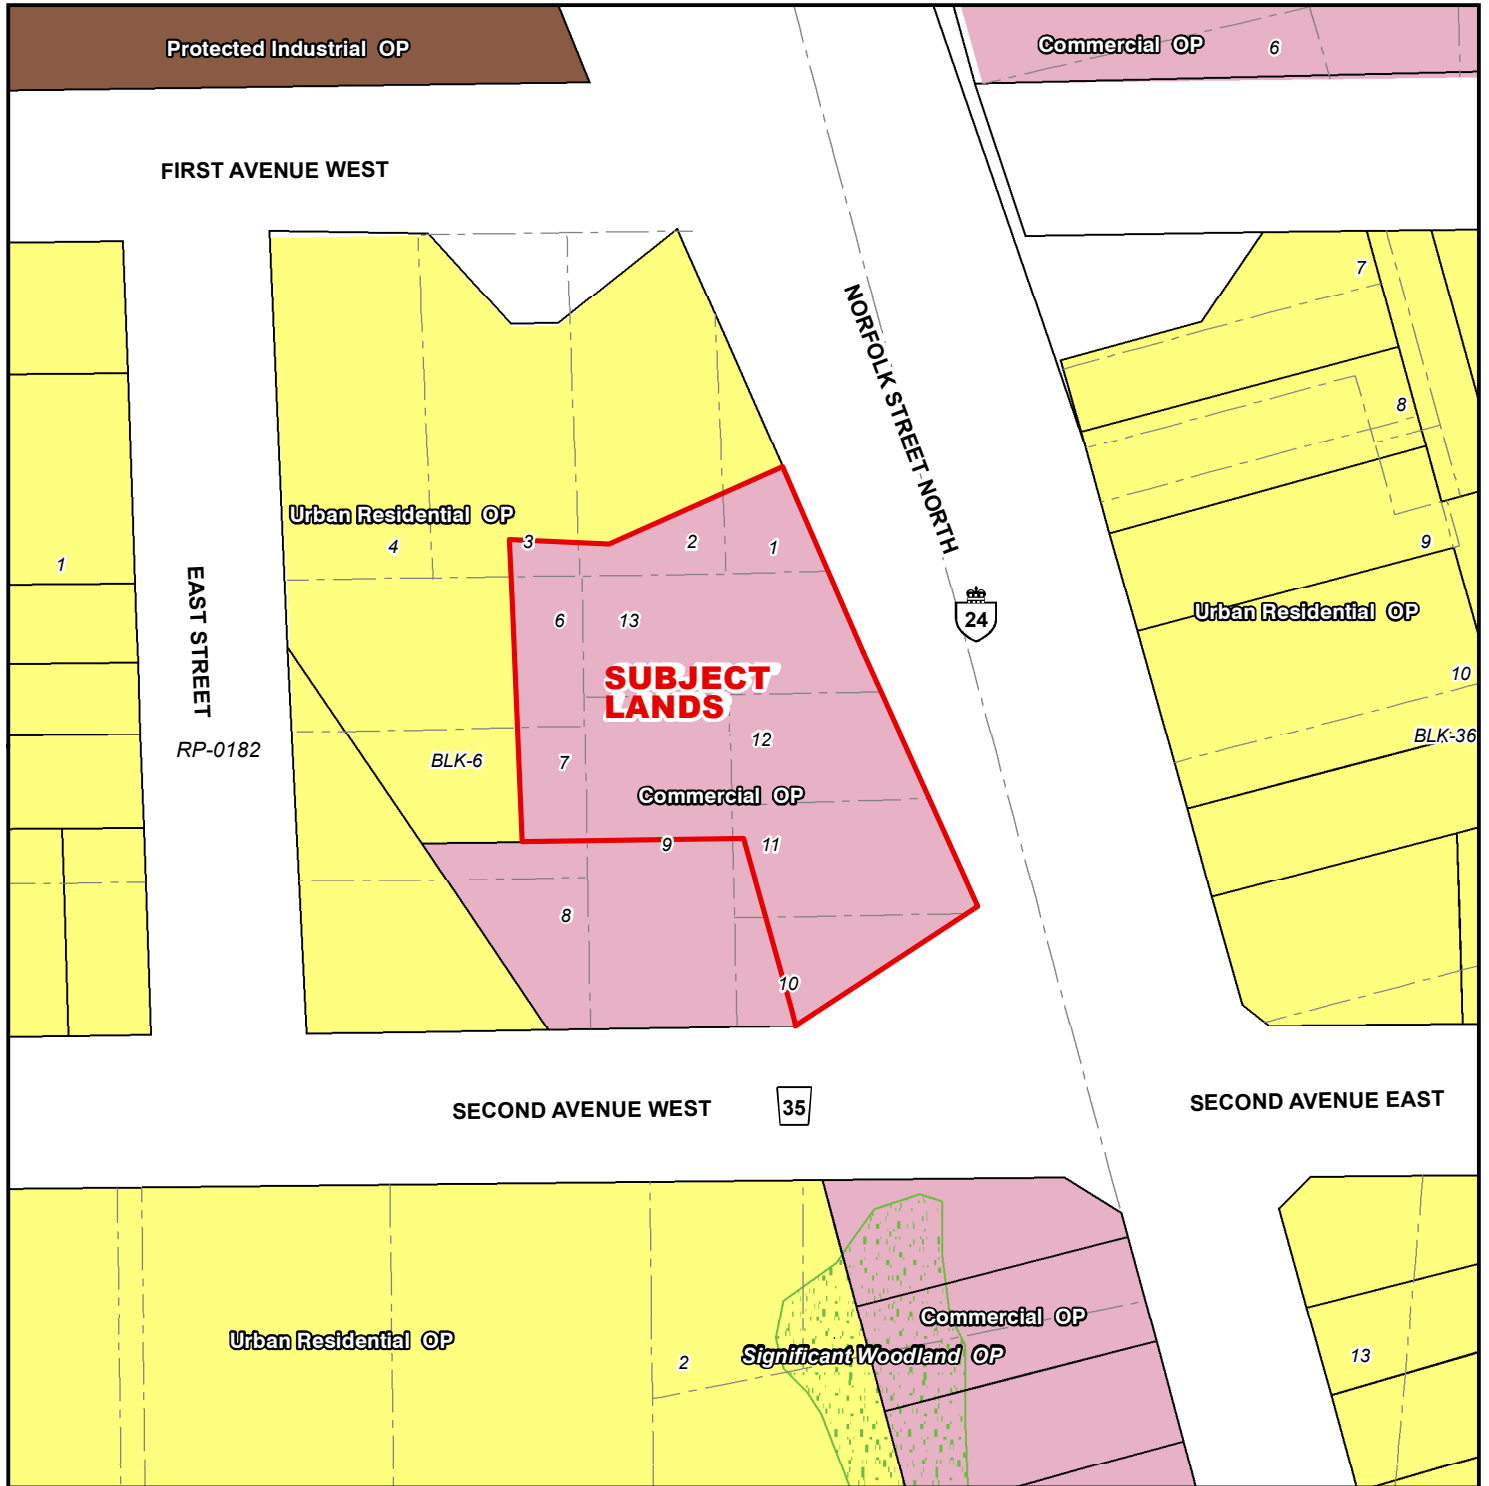 Protected Industrial OP
Commercial OP
6
FIRST AVENUE WEST
7
NORFOLK STREET NORTH
8
Urban Residential OP
4
3
2
1
9
1
EAST STREET
6
13
24
Urban Residential OP
SUBJECT
LANDS
10
RP-0182
BLK-6
7
12
BLK-36
Commercial OP
9
11
8
10
SECOND AVENUE WEST
35
SECOND AVENUE EAST
Urban Residential OP
Commercial OP
2
Significant Woodland OP
13